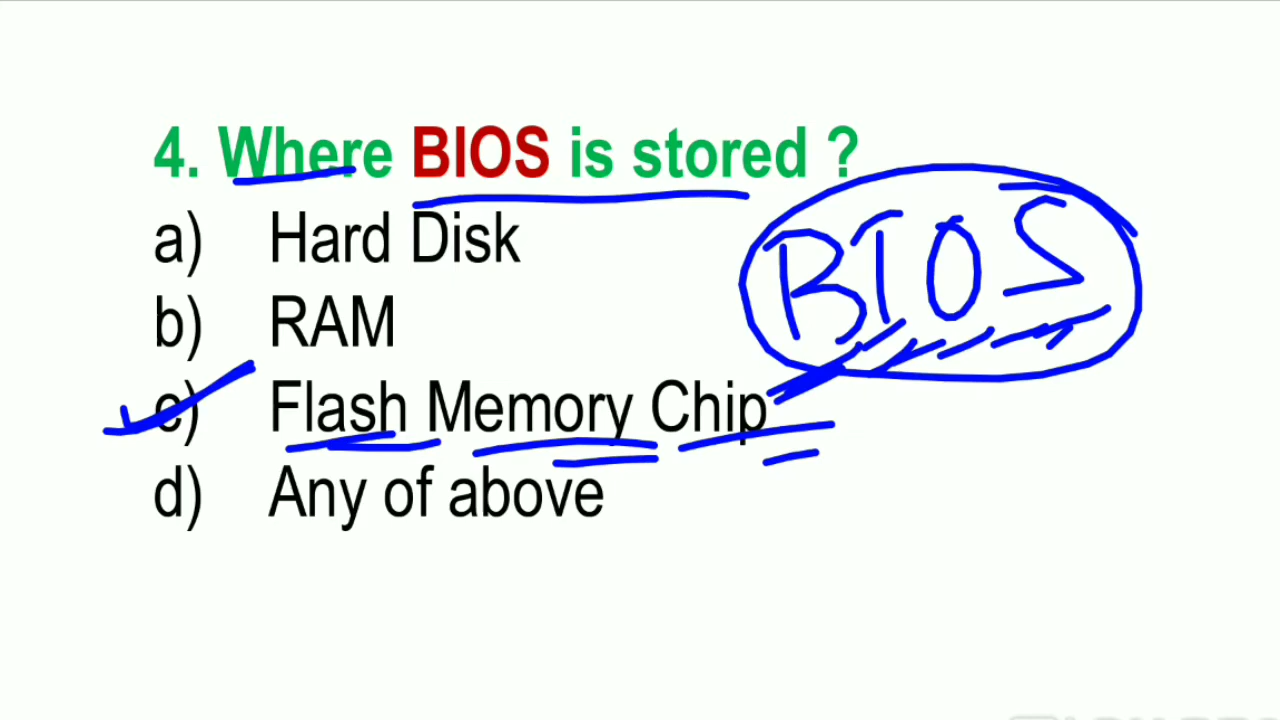 4. Where BIOS is stored ?
a) Hard Disk
BIOS
b) RAM
c) Flash Memory Chip
d) Any of above